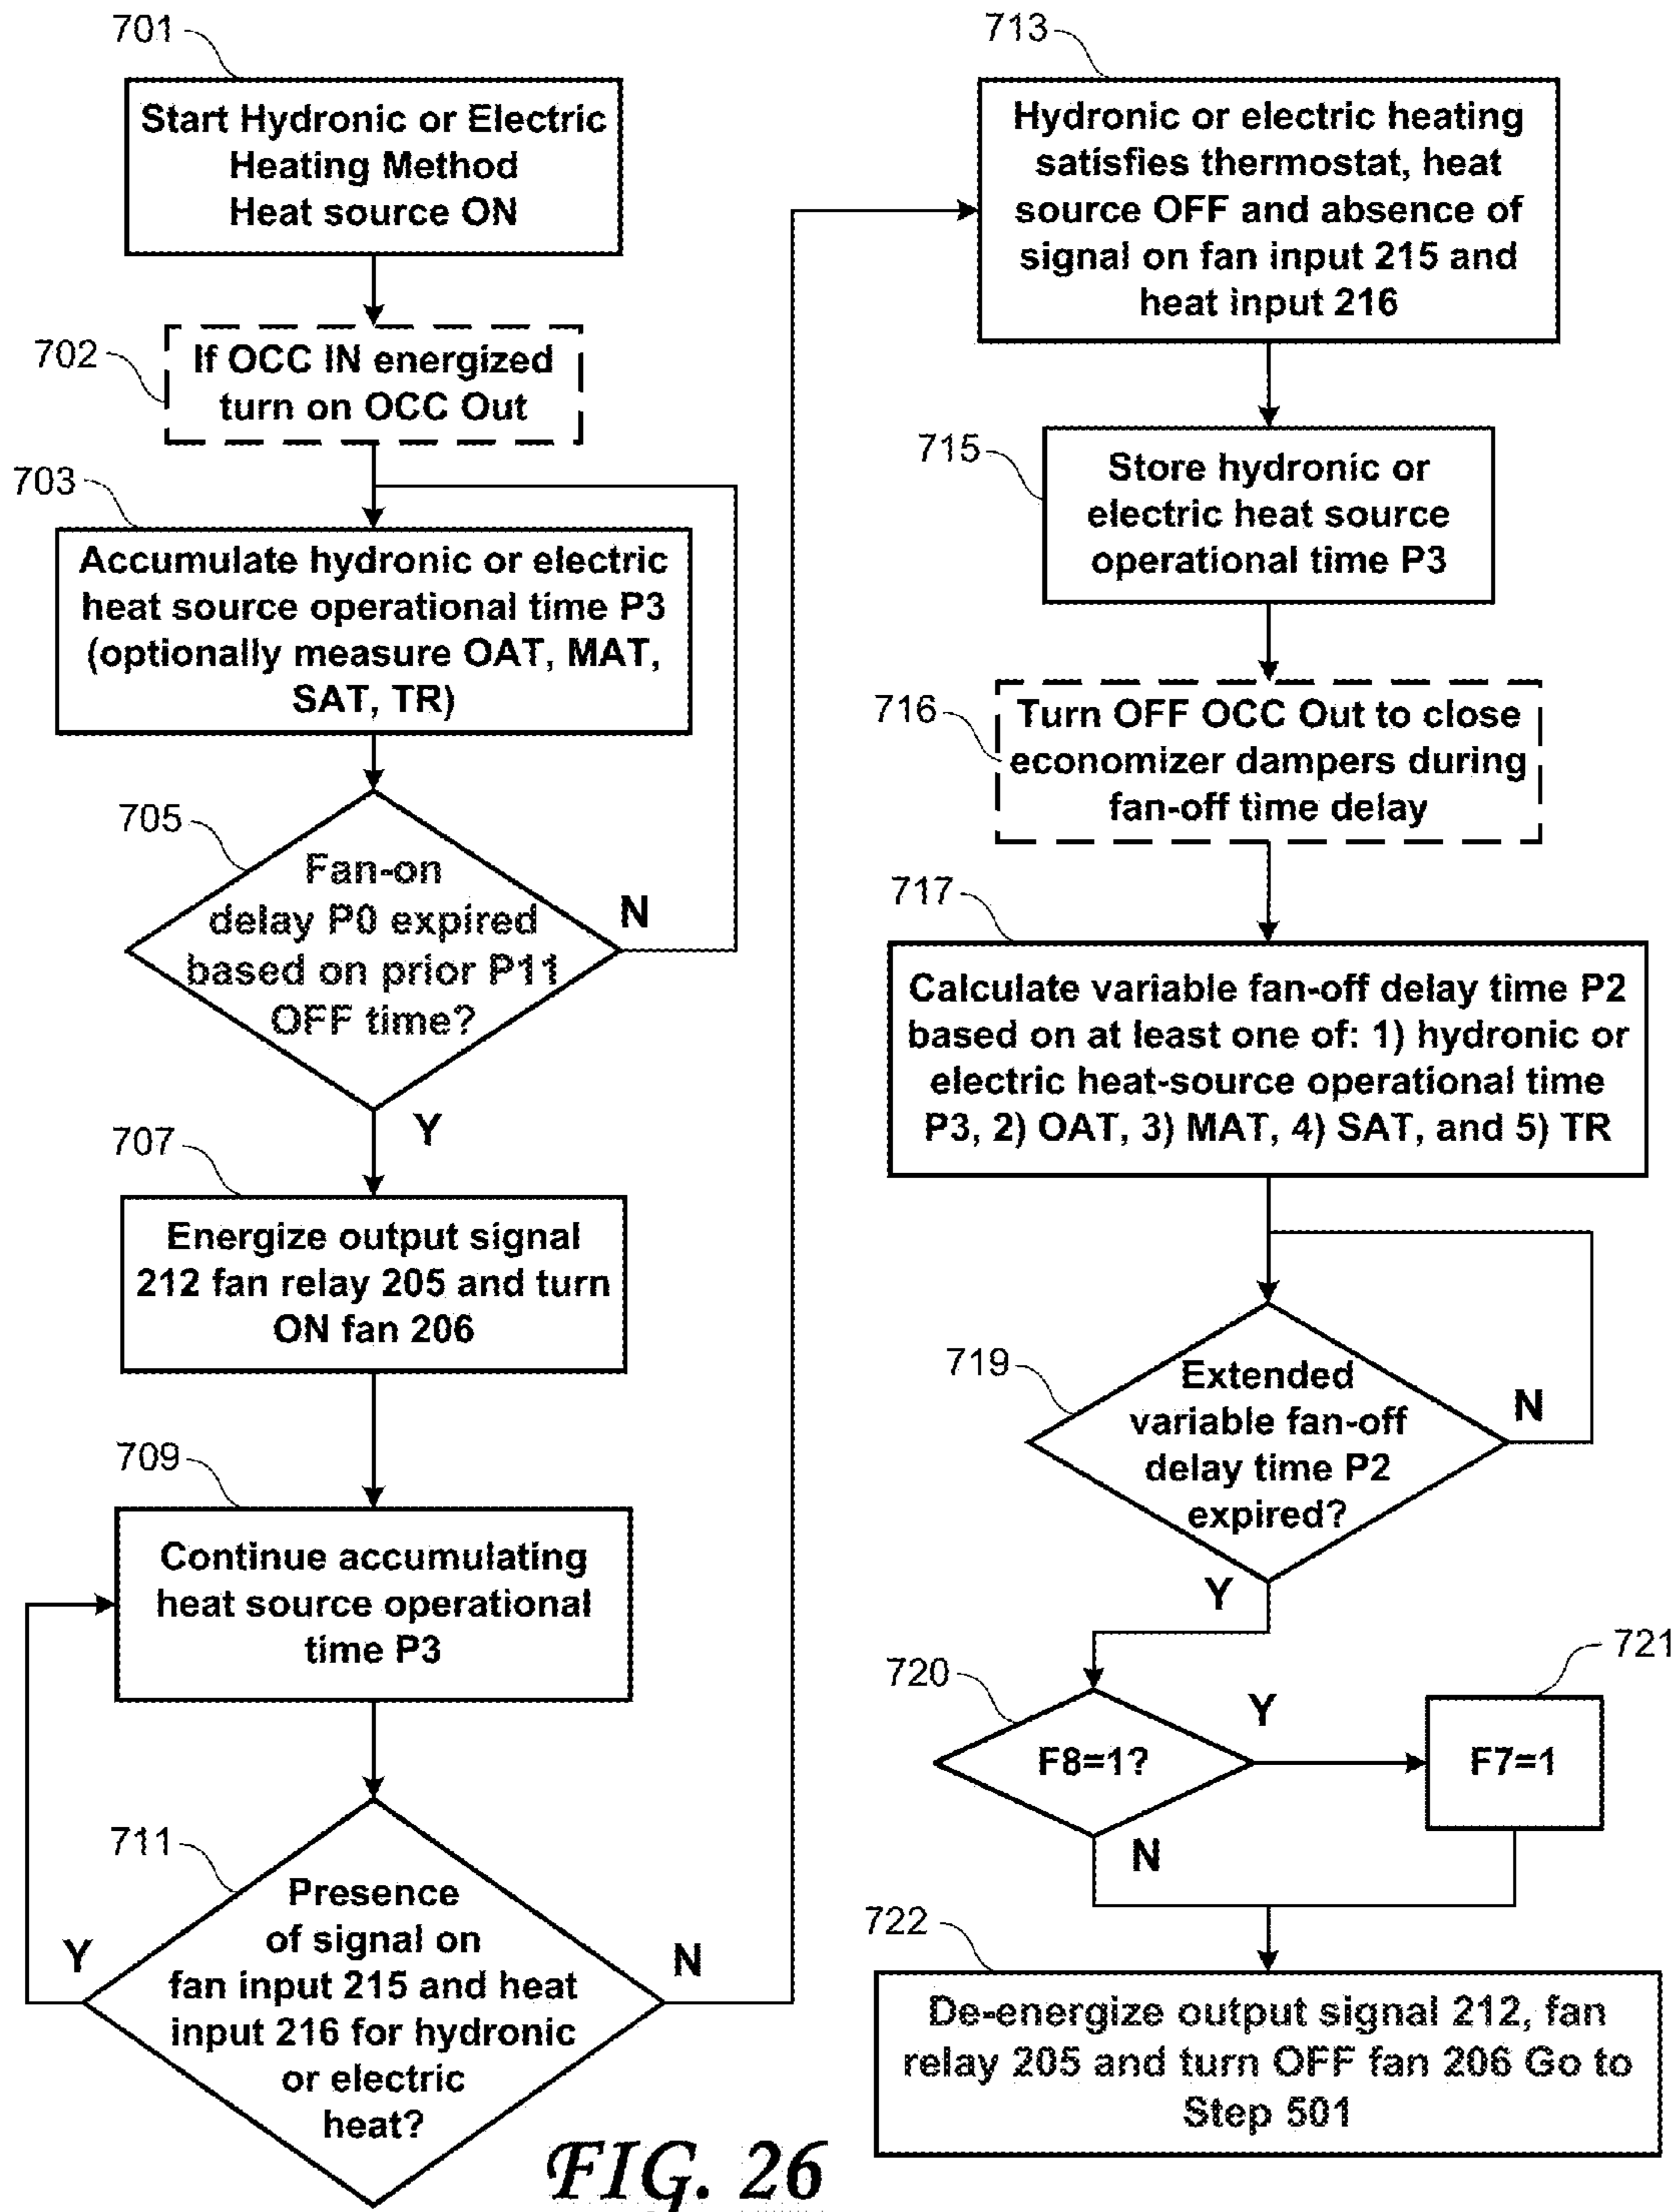 701
Start Hydronic or Electric
Heating Method
Heat source ON
702
If OCC IN energized
turn on OCC Out
703
Accumulate hydronic or electric
heat source operational time P3
(optionally measure OAT, MAT,
SAT, TR)
705
Fan-on
delay P0 expired
based on prior P11
OFF time?
N
Y
707
Energize output signal
212 fan relay 205 and turn
ON fan 206
709
Continue accumulating
heat source operational
time P3
711
Presence
of signal on
fan input 215 and heat
input 216 for hydronic
or electric
heat?
Y
N
713
Hydronic or electric heating
satisfies thermostat, heat
source OFF and absence of
signal on fan input 215 and
heat input 216
715
Store hydronic or
electric heat source
operational time P3
716
Turn OFF OCC Out to close
economizer dampers during
fan-off time delay
717
Calculate variable fan-off delay time P2
based on at least one of: 1) hydronic or
electric heat-source operational time
P3, 2) OAT, 3) MAT, 4) SAT, and 5) TR
719
Extended
variable fan-off
delay time P2
expired?
N
Y
720
F8=1?
Y
N
721
F7=1
722
De-energize output signal 212, fan
relay 205 and turn OFF fan 206 Go to
Step 501
FIG. 26